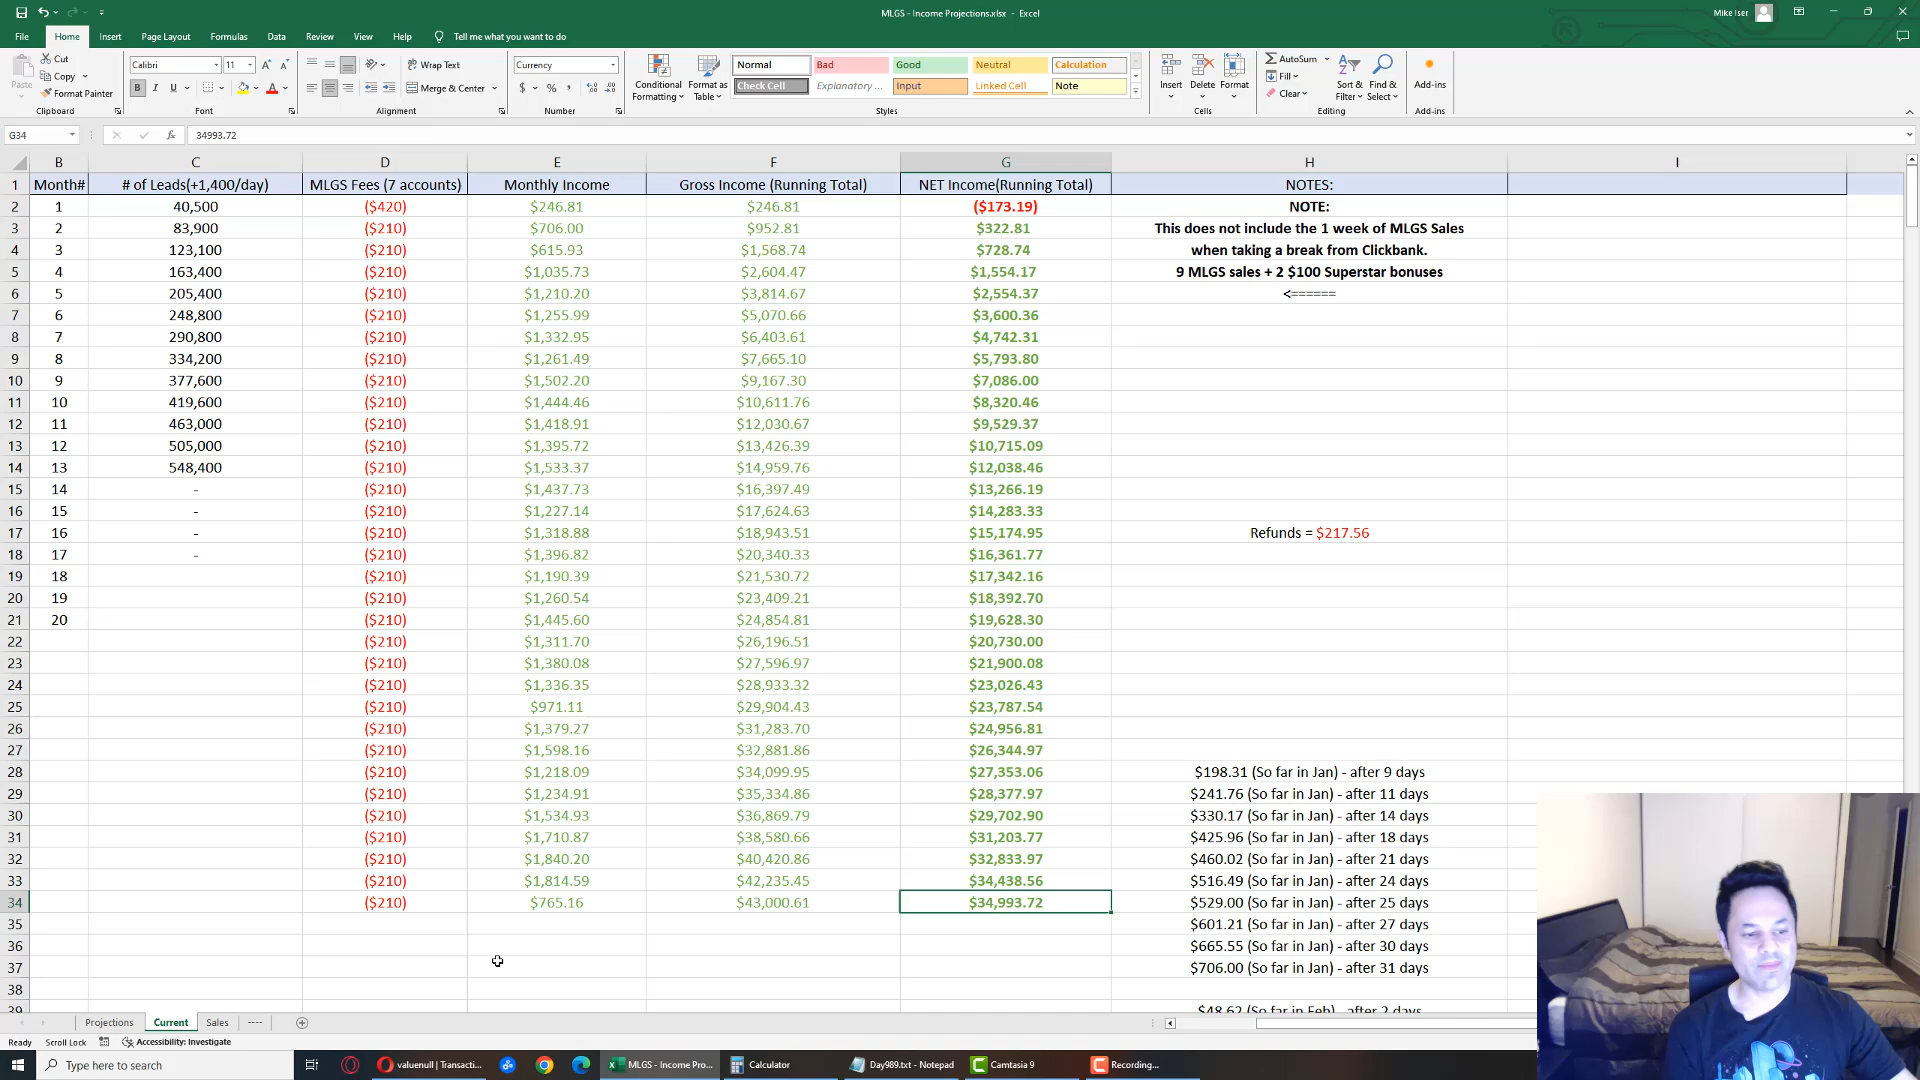 MLGS - Income Projections.xlsx - Excel
Mike Iser
File Home Insert Page Layout Formulas Data Review View Help Tell me what you want to do
Paste
Cut
Copy
Format Painter
Clipboard
Calibri 11
B I U
Font
Wrap Text
Merge & Center
Alignment
Currency
$ % ,
Number
Conditional Formatting
Format as Table
Normal Bad Good Neutral Calculation
Check Cell Explanatory ... Input Linked Cell Note
Styles
Insert Delete Format
Cells
AutoSum
Fill
Clear
Sort & Filter
Find & Select
Editing
Add-ins
Add-ins
G34 fx 34993.72
B C D E F G H I
1 Month# # of Leads(+1,400/day) MLGS Fees (7 accounts) Monthly Income Gross Income (Running Total) NET Income(Running Total) NOTES:
2 1 40,500 ($420) $246.81 $246.81 ($173.19) NOTE:
3 2 83,900 ($210) $706.00 $952.81 $322.81 This does not include the 1 week of MLGS Sales
4 3 123,100 ($210) $615.93 $1,568.74 $728.74 when taking a break from Clickbank.
5 4 163,400 ($210) $1,035.73 $2,604.47 $1,554.17 9 MLGS sales + 2 $100 Superstar bonuses
6 5 205,400 ($210) $1,210.20 $3,814.67 $2,554.37 <======
7 6 248,800 ($210) $1,255.99 $5,070.66 $3,600.36
8 7 290,800 ($210) $1,332.95 $6,403.61 $4,742.31
9 8 334,200 ($210) $1,261.49 $7,665.10 $5,793.80
10 9 377,600 ($210) $1,502.20 $9,167.30 $7,086.00
11 10 419,600 ($210) $1,444.46 $10,611.76 $8,320.46
12 11 463,000 ($210) $1,418.91 $12,030.67 $9,529.37
13 12 505,000 ($210) $1,395.72 $13,426.39 $10,715.09
14 13 548,400 ($210) $1,533.37 $14,959.76 $12,038.46
15 14 - ($210) $1,437.73 $16,397.49 $13,266.19
16 15 - ($210) $1,227.14 $17,624.63 $14,283.33
17 16 - ($210) $1,318.88 $18,943.51 $15,174.95 Refunds = $217.56
18 17 - ($210) $1,396.82 $20,340.33 $16,361.77
19 18 ($210) $1,190.39 $21,530.72 $17,342.16
20 19 ($210) $1,260.54 $23,409.21 $18,392.70
21 20 ($210) $1,445.60 $24,854.81 $19,628.30
22 ($210) $1,311.70 $26,196.51 $20,730.00
23 ($210) $1,380.08 $27,596.97 $21,900.08
24 ($210) $1,336.35 $28,933.32 $23,026.43
25 ($210) $971.11 $29,904.43 $23,787.54
26 ($210) $1,379.27 $31,283.70 $24,956.81
27 ($210) $1,598.16 $32,881.86 $26,344.97
28 ($210) $1,218.09 $34,099.95 $27,353.06 $198.31 (So far in Jan) - after 9 days
29 ($210) $1,234.91 $35,334.86 $28,377.97 $241.76 (So far in Jan) - after 11 days
30 ($210) $1,534.93 $36,869.79 $29,702.90 $330.17 (So far in Jan) - after 14 days
31 ($210) $1,710.87 $38,580.66 $31,203.77 $425.96 (So far in Jan) - after 18 days
32 ($210) $1,840.20 $40,420.86 $32,833.97 $460.02 (So far in Jan) - after 21 days
33 ($210) $1,814.59 $42,235.45 $34,438.56 $516.49 (So far in Jan) - after 24 days
34 ($210) $765.16 $43,000.61 $34,993.72 $529.00 (So far in Jan) - after 25 days
35 $601.21 (So far in Jan) - after 27 days
36 $665.55 (So far in Jan) - after 30 days
37 $706.00 (So far in Jan) - after 31 days
38
39 $48.62 (So far in Feb) - after 2 days
Projections Current Sales ----
Ready Scroll Lock Accessibility: Investigate
Type here to search valuenull | Transacti... MLGS - Income Pro... Calculator Day989.txt - Notepad Camtasia 9 Recording...